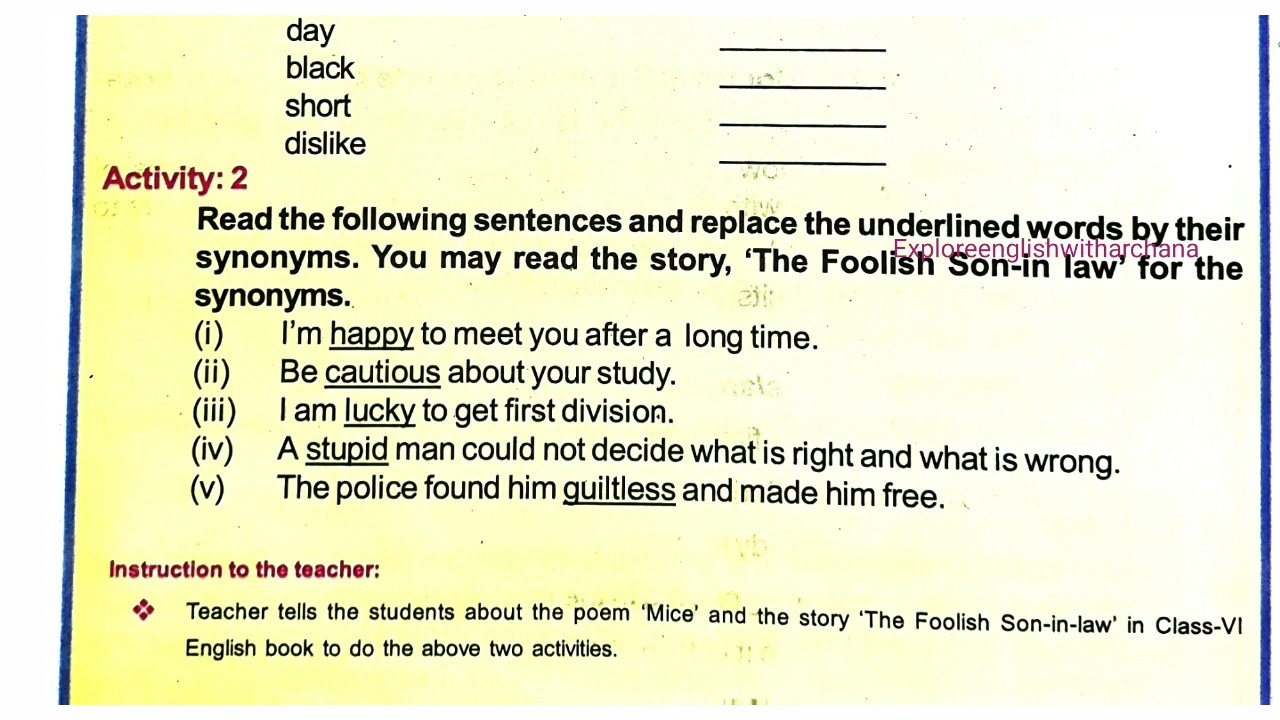 day
black
short
dislike
Activity: 2
Read the following sentences and replace the underlined words by their
Exploreenglishwitharchana
synonyms. You may read the story, ‘The Foolish Son-in law’ for the
synonyms.
(i) I'm happy to meet you after a long time.
(ii) Be cautious about your study.
(iii) I am lucky to get first division.
(iv) A stupid man could not decide what is right and what is wrong.
(v) The police found him guiltless and made him free.
Instruction to the teacher:
❖ Teacher tells the students about the poem ‘Mice’ and the story ‘The Foolish Son-in-law’ in Class-VI
English book to do the above two activities.